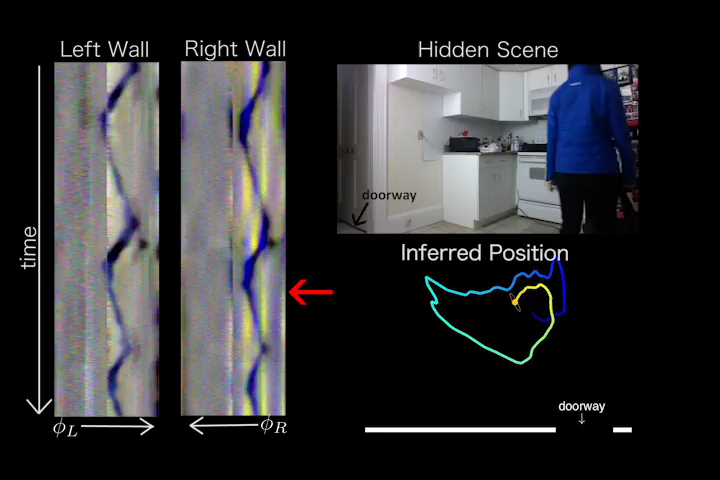 Left Wall
Right Wall
Hidden Scene
doorway
time
Inferred Position
doorway
ϕL
ϕR